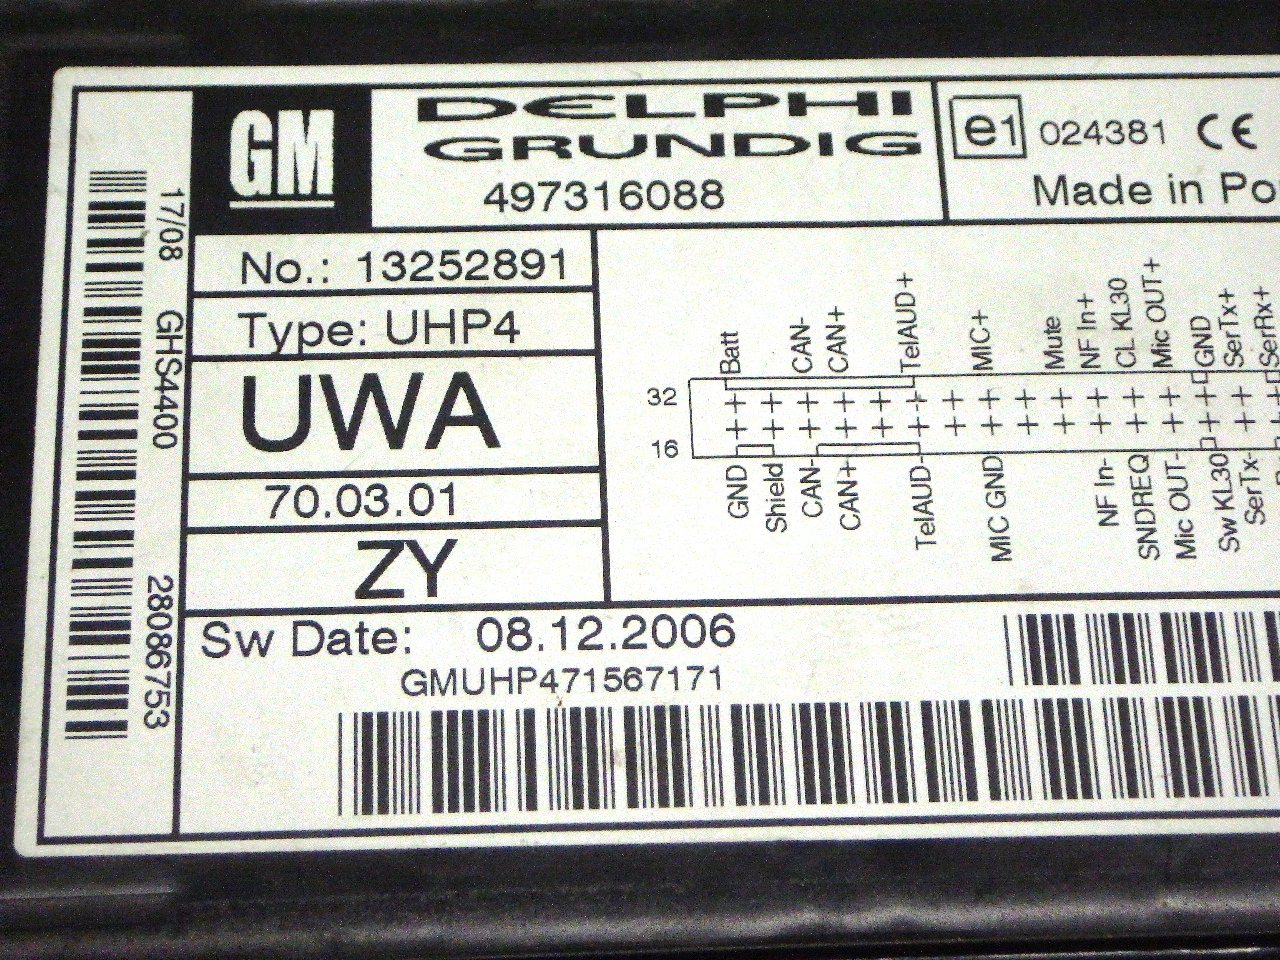 GM
DELPHI
GRUNDIG
497316088
e1 024381 CE
Made in Po
17/08 GHS4400 28086753
No.: 13252891
Type: UHP4
UWA
70.03.01
ZY
Batt CAN- CAN+ TelAUD+ MIC+ Mute NF In+ CL KL30 Mic OUT+ GND SerTx+ SerRx+
32
16
GND Shield CAN- CAN+ TelAUD- MIC GND NF In- SNDREQ Mic OUT- Sw KL30 SerTx-
Sw Date: 08.12.2006
GMUHP471567171